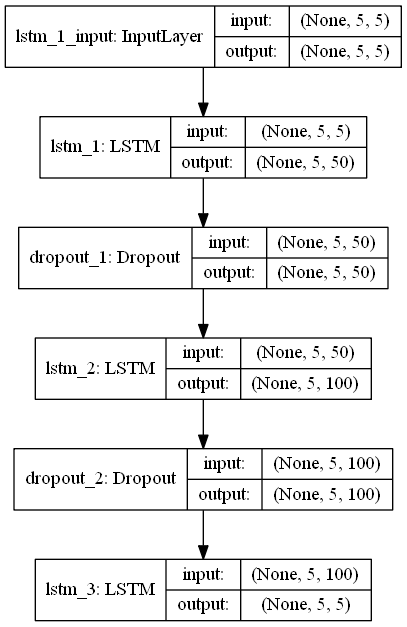 lstm_1_input: InputLayer
input: (None, 5, 5)
output: (None, 5, 5)
lstm_1: LSTM
input: (None, 5, 5)
output: (None, 5, 50)
dropout_1: Dropout
input: (None, 5, 50)
output: (None, 5, 50)
lstm_2: LSTM
input: (None, 5, 50)
output: (None, 5, 100)
dropout_2: Dropout
input: (None, 5, 100)
output: (None, 5, 100)
lstm_3: LSTM
input: (None, 5, 100)
output: (None, 5, 5)